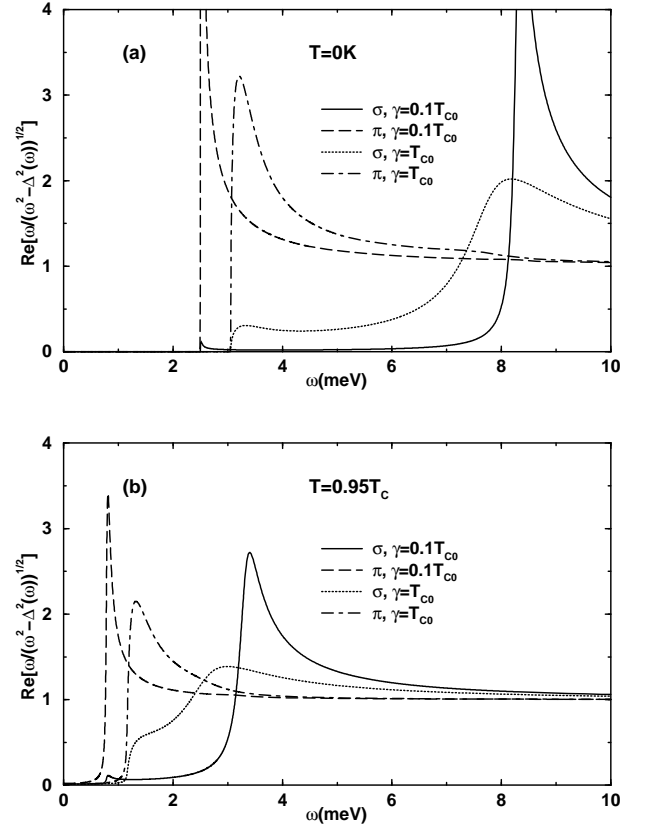 4
(a)
T=0K
3
σ, γ=0.1T_C0
π, γ=0.1T_C0
σ, γ=T_C0
π, γ=T_C0
2
1
0
Re[ω/(ω²−Δ²(ω))^1/2]
0 2 4 6 8 10
ω(meV)
4
(b)
T=0.95T_C
3
σ, γ=0.1T_C0
π, γ=0.1T_C0
σ, γ=T_C0
π, γ=T_C0
2
1
0
Re[ω/(ω²−Δ²(ω))^1/2]
0 2 4 6 8 10
ω(meV)